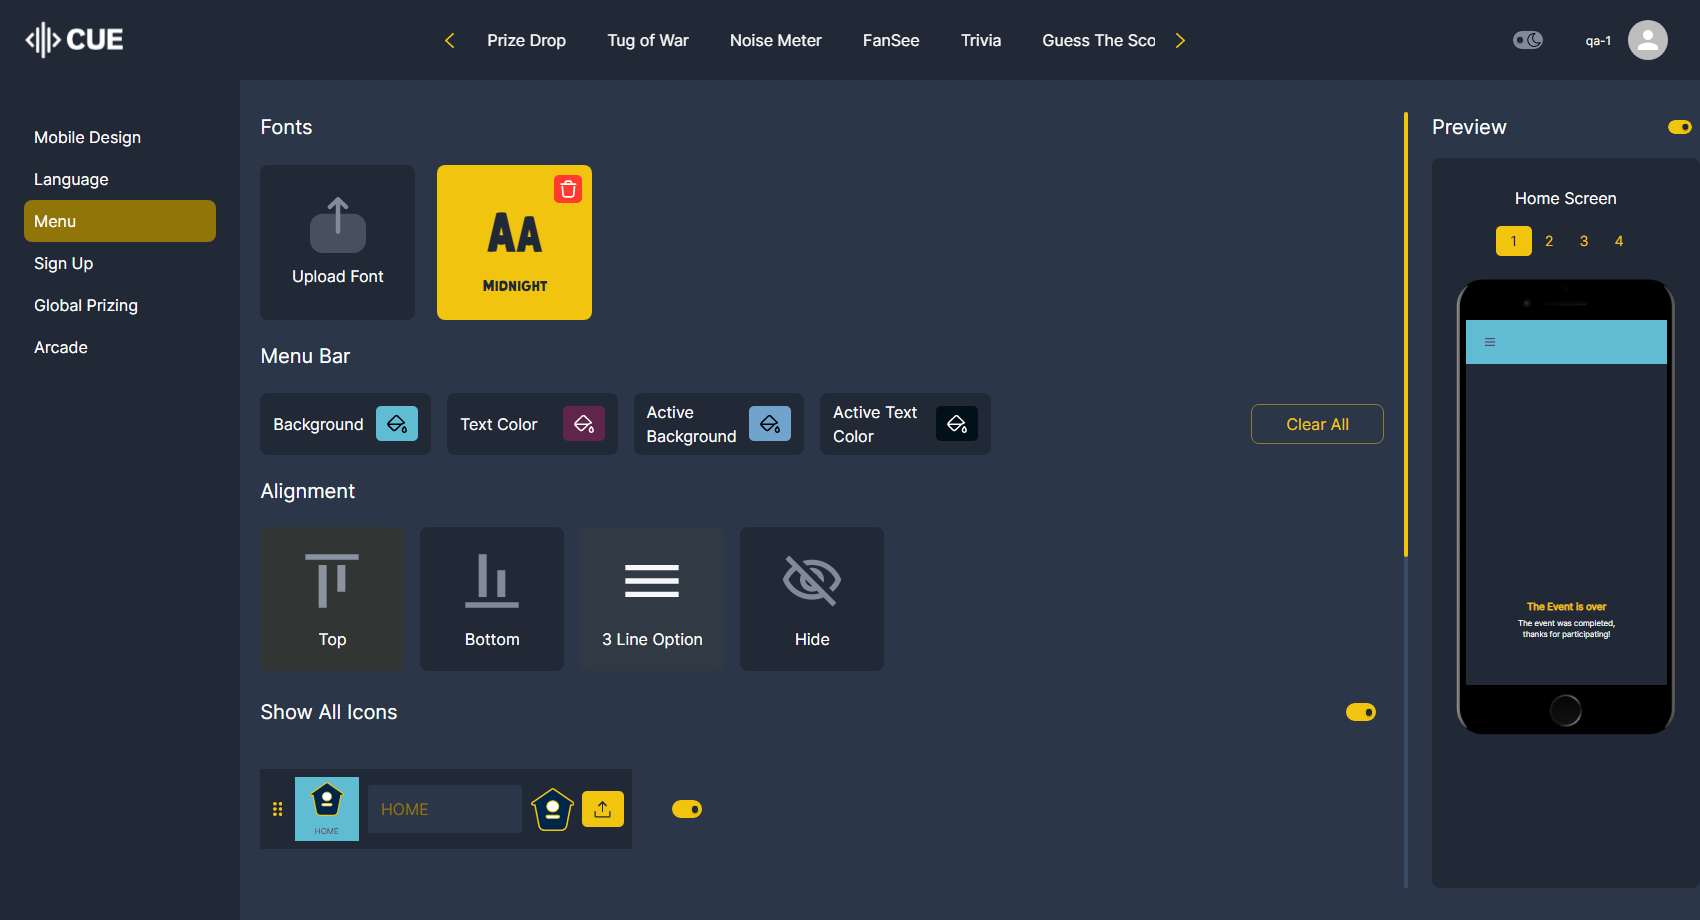 CUE
Prize Drop
Tug of War
Noise Meter
FanSee
Trivia
Guess The Sco
qa-1
Mobile Design
Language
Menu
Sign Up
Global Prizing
Arcade
Fonts
Upload Font
AA
MIDNIGHT
Menu Bar
Background
Text Color
Active
Background
Active Text
Color
Clear All
Alignment
Top
Bottom
3 Line Option
Hide
Show All Icons
HOME
HOME
Preview
Home Screen
1 2 3 4
The Event is over
The event was completed,
thanks for participating!